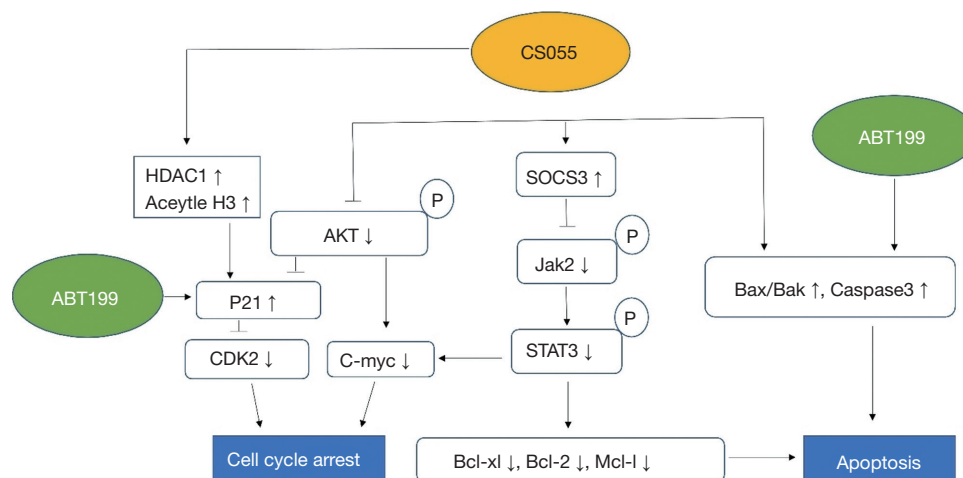 CS055
ABT199
HDAC1 ↑
Aceytle H3 ↑
SOCS3 ↑
P
AKT ↓
P
Jak2 ↓
ABT199
P21 ↑
Bax/Bak ↑, Caspase3 ↑
P
CDK2 ↓
C-myc ↓
STAT3 ↓
Cell cycle arrest
Bcl-xl ↓, Bcl-2 ↓, Mcl-l ↓
Apoptosis